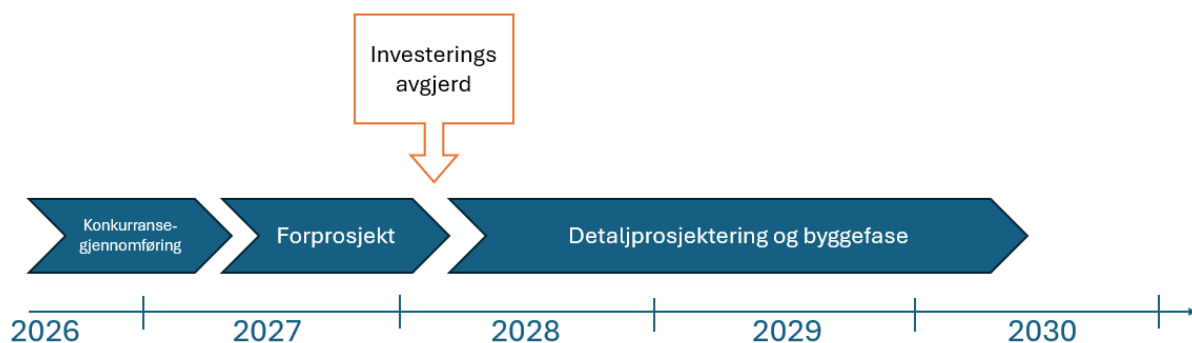 Investerings
avgjerd
Konkurranse-
gjennomføring
Forprosjekt
Detaljprosjektering og byggefase
2026
2027
2028
2029
2030